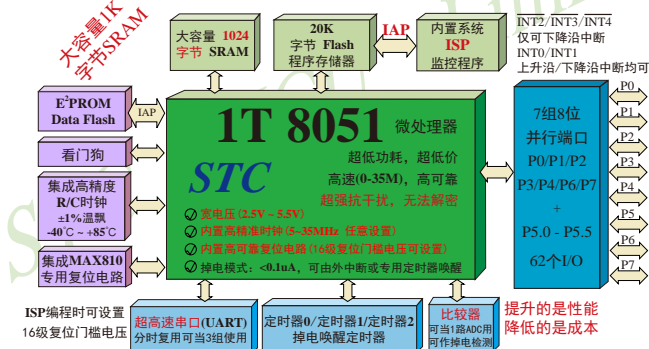 大容量1K
字节SRAM
大容量 1024
字节 SRAM
20K
字节 Flash
程序存储器
IAP
内置系统
ISP
监控程序
INT2/INT3/INT4
仅可下降沿中断
INT0/INT1
上升沿/下降沿中断均可
E²PROM
Data Flash
IAP
看门狗
集成高精度
R/C时钟
±1%温飘
-40℃～+85℃
集成MAX810
专用复位电路
1T 8051 微处理器
STC
超低功耗，超低价
高速(0-35M)，高可靠
超强抗干扰，无法解密
宽电压(2.5V～5.5V)
内置高精准时钟(5~35MHz 任意设置)
内置高可靠复位电路(16级复位门槛电压可设置)
掉电模式：<0.1uA，可由外中断或专用定时器唤醒
7组8位
并行端口
P0/P1/P2
P3/P4/P6/P7
+
P5.0 - P5.5
62个I/O
P0
P1
P2
P3
P4
P5
P6
P7
ISP编程时可设置
16级复位门槛电压
超高速串口(UART)
分时复用可当3组使用
定时器0/定时器1/定时器2
掉电唤醒定时器
比较器
可当1路ADC用
可作掉电检测
提升的是性能
降低的是成本